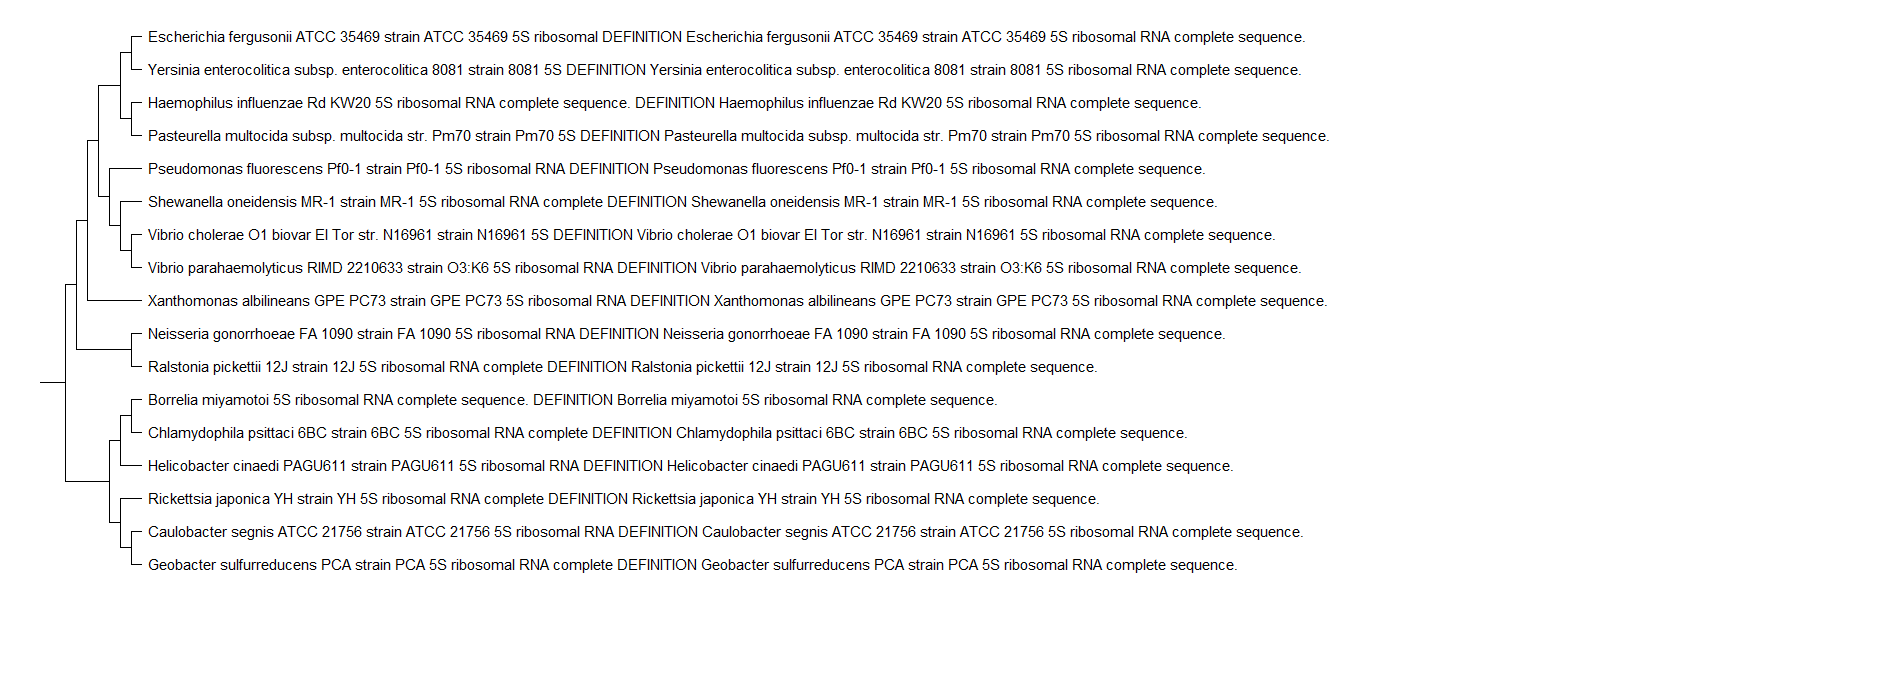 Escherichia fergusonii ATCC 35469 strain ATCC 35469 5S ribosomal DEFINITION Escherichia fergusonii ATCC 35469 strain ATCC 35469 5S ribosomal RNA complete sequence.
Yersinia enterocolitica subsp. enterocolitica 8081 strain 8081 5S DEFINITION Yersinia enterocolitica subsp. enterocolitica 8081 strain 8081 5S ribosomal RNA complete sequence.
Haemophilus influenzae Rd KW20 5S ribosomal RNA complete sequence. DEFINITION Haemophilus influenzae Rd KW20 5S ribosomal RNA complete sequence.
Pasteurella multocida subsp. multocida str. Pm70 strain Pm70 5S DEFINITION Pasteurella multocida subsp. multocida str. Pm70 strain Pm70 5S ribosomal RNA complete sequence.
Pseudomonas fluorescens Pf0-1 strain Pf0-1 5S ribosomal RNA DEFINITION Pseudomonas fluorescens Pf0-1 strain Pf0-1 5S ribosomal RNA complete sequence.
Shewanella oneidensis MR-1 strain MR-1 5S ribosomal RNA complete DEFINITION Shewanella oneidensis MR-1 strain MR-1 5S ribosomal RNA complete sequence.
Vibrio cholerae O1 biovar El Tor str. N16961 strain N16961 5S DEFINITION Vibrio cholerae O1 biovar El Tor str. N16961 strain N16961 5S ribosomal RNA complete sequence.
Vibrio parahaemolyticus RIMD 2210633 strain O3:K6 5S ribosomal RNA DEFINITION Vibrio parahaemolyticus RIMD 2210633 strain O3:K6 5S ribosomal RNA complete sequence.
Xanthomonas albilineans GPE PC73 strain GPE PC73 5S ribosomal RNA DEFINITION Xanthomonas albilineans GPE PC73 strain GPE PC73 5S ribosomal RNA complete sequence.
Neisseria gonorrhoeae FA 1090 strain FA 1090 5S ribosomal RNA DEFINITION Neisseria gonorrhoeae FA 1090 strain FA 1090 5S ribosomal RNA complete sequence.
Ralstonia pickettii 12J strain 12J 5S ribosomal RNA complete DEFINITION Ralstonia pickettii 12J strain 12J 5S ribosomal RNA complete sequence.
Borrelia miyamotoi 5S ribosomal RNA complete sequence. DEFINITION Borrelia miyamotoi 5S ribosomal RNA complete sequence.
Chlamydophila psittaci 6BC strain 6BC 5S ribosomal RNA complete DEFINITION Chlamydophila psittaci 6BC strain 6BC 5S ribosomal RNA complete sequence.
Helicobacter cinaedi PAGU611 strain PAGU611 5S ribosomal RNA DEFINITION Helicobacter cinaedi PAGU611 strain PAGU611 5S ribosomal RNA complete sequence.
Rickettsia japonica YH strain YH 5S ribosomal RNA complete DEFINITION Rickettsia japonica YH strain YH 5S ribosomal RNA complete sequence.
Caulobacter segnis ATCC 21756 strain ATCC 21756 5S ribosomal RNA DEFINITION Caulobacter segnis ATCC 21756 strain ATCC 21756 5S ribosomal RNA complete sequence.
Geobacter sulfurreducens PCA strain PCA 5S ribosomal RNA complete DEFINITION Geobacter sulfurreducens PCA strain PCA 5S ribosomal RNA complete sequence.